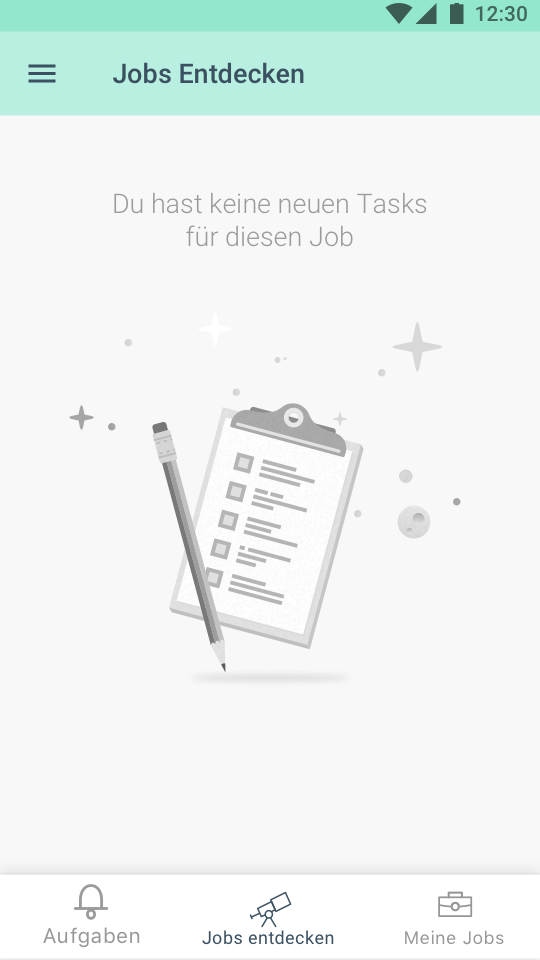 12:30
Jobs Entdecken
Du hast keine neuen Tasks
für diesen Job
Aufgaben
Jobs entdecken
Meine Jobs